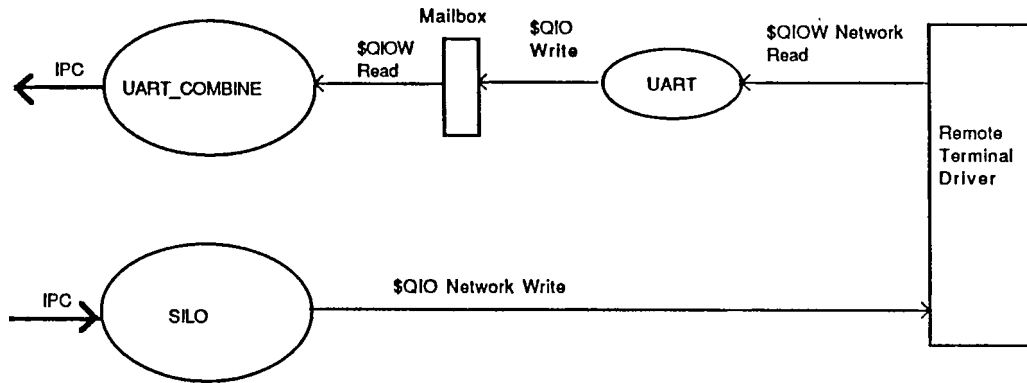 Mailbox
$QIO
Write
$QIOW Network
Read
$QIOW
Read
IPC
UART_COMBINE
UART
Remote
Terminal
Driver
IPC
$QIO Network Write
SILO